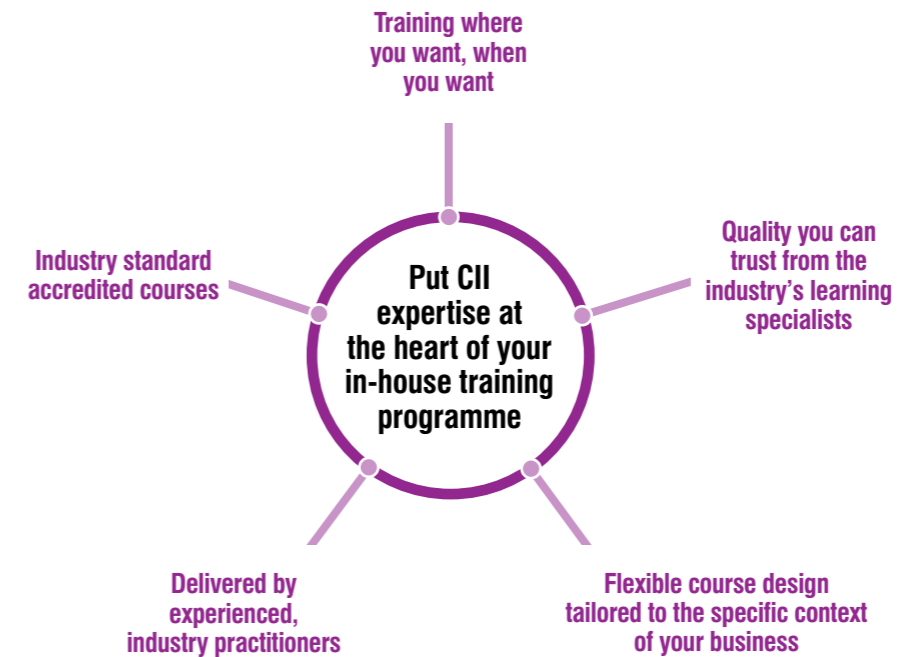 Training where
you want, when
you want
Quality you can
trust from the
industry's learning
specialists
Industry standard
accredited courses
Put CII
expertise at
the heart of your
in-house training
programme
Delivered by
experienced,
industry practitioners
Flexible course design
tailored to the specific context
of your business